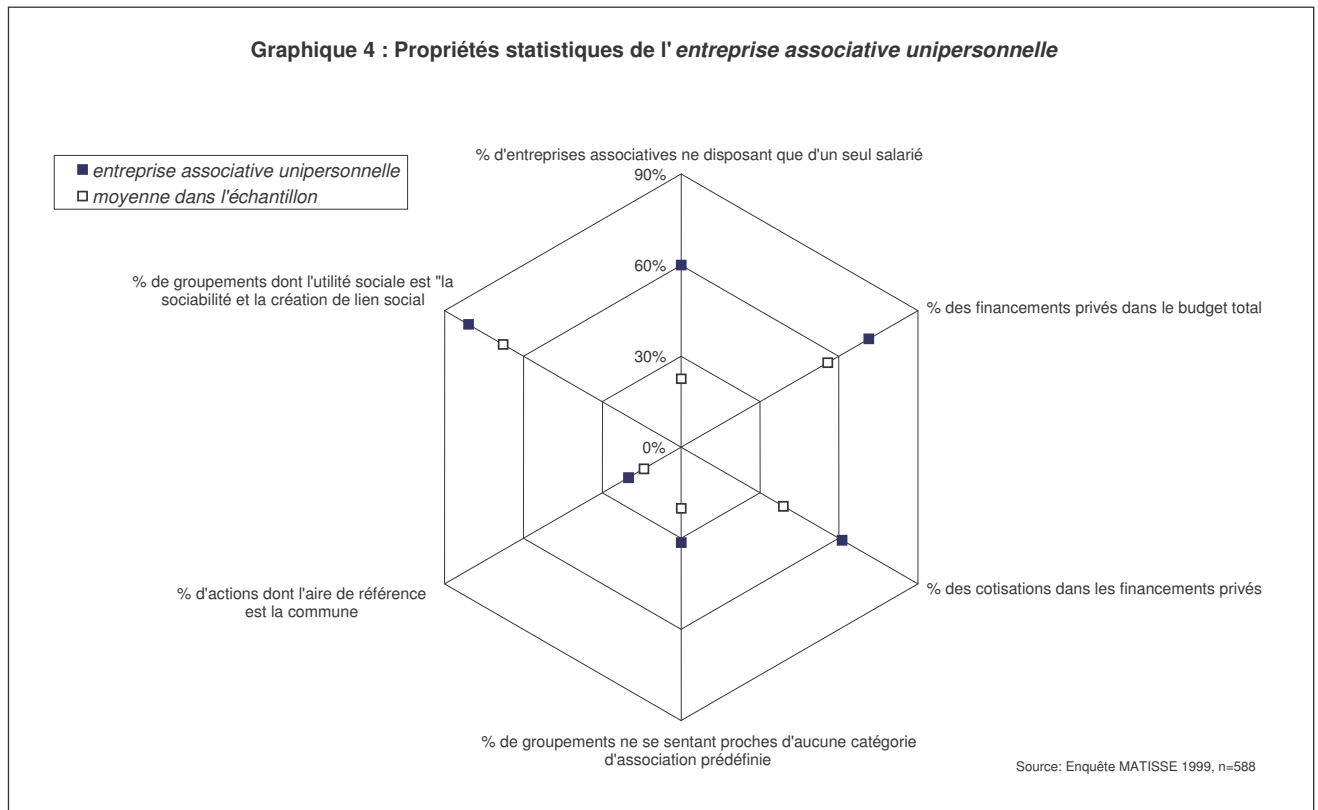 Graphique 4 : Propriétés statistiques de l' entreprise associative unipersonnelle
entreprise associative unipersonnelle
moyenne dans l'échantillon
% d'entreprises associatives ne disposant que d'un seul salarié
90%
60%
30%
0%
% de groupements dont l'utilité sociale est "la
sociabilité et la création de lien social
% des financements privés dans le budget total
% d'actions dont l'aire de référence
est la commune
% des cotisations dans les financements privés
% de groupements ne se sentant proches d'aucune catégorie
d'association prédéfinie
Source: Enquête MATISSE 1999, n=588